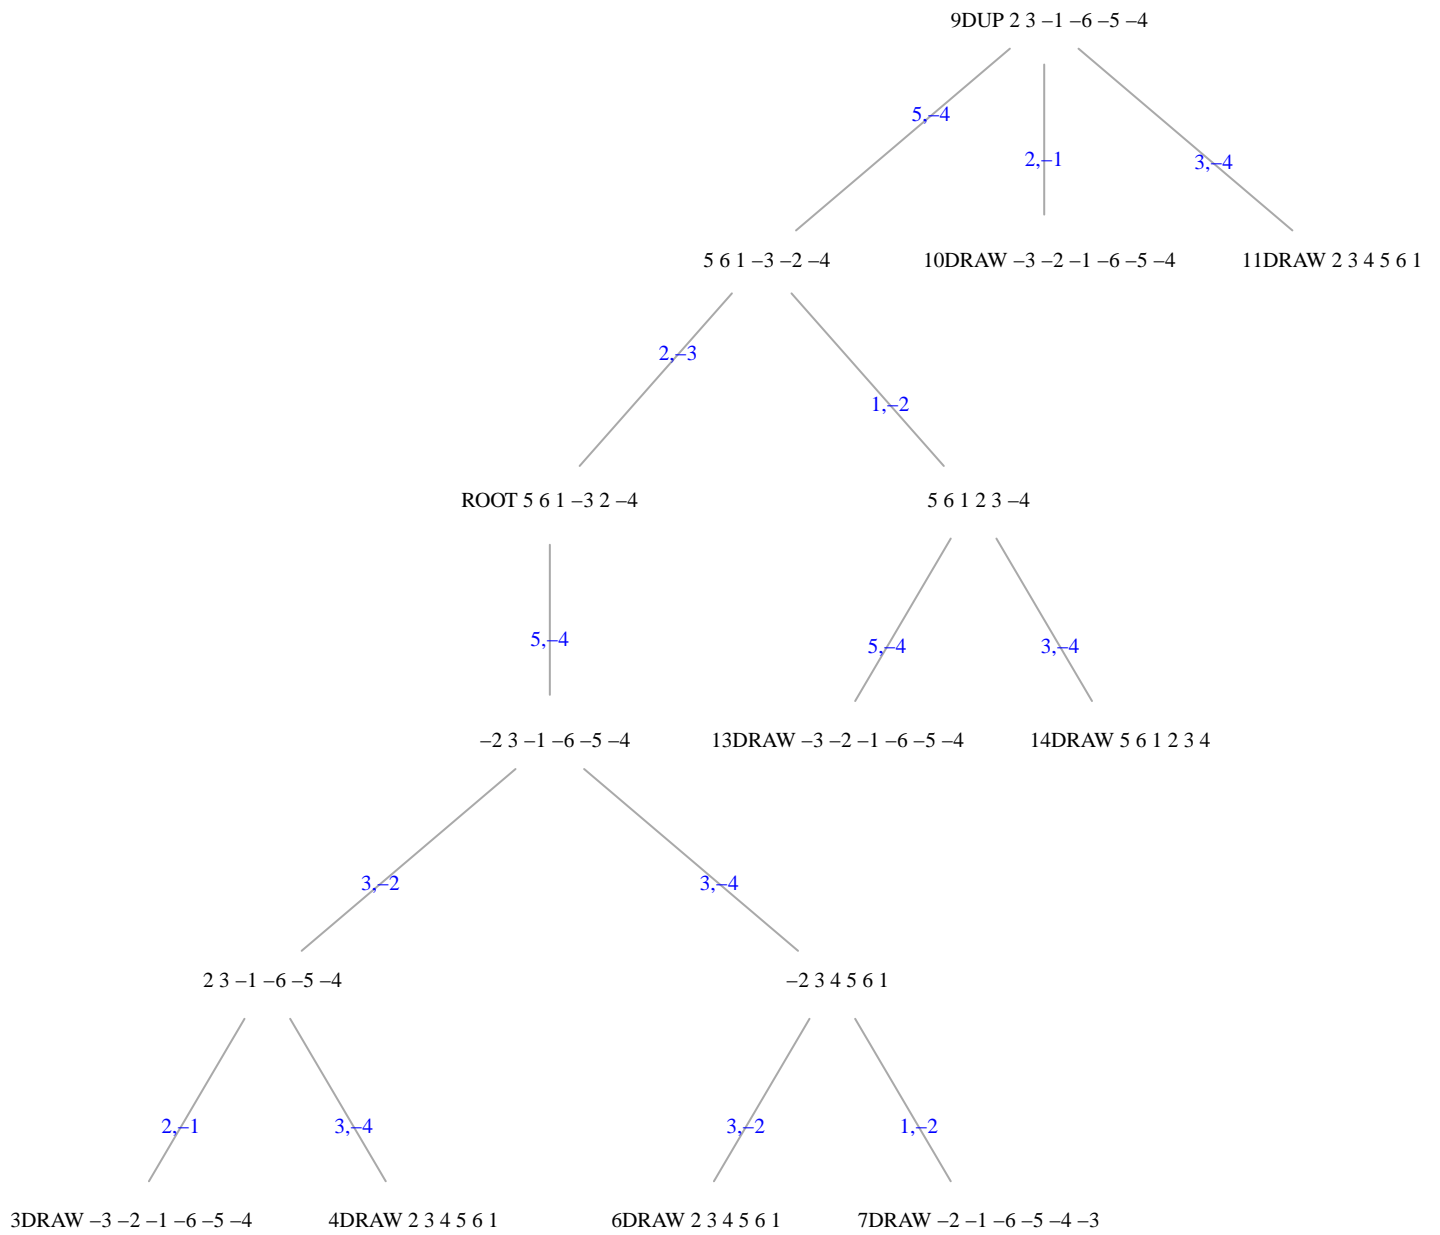 9DUP 2 3 –1 –6 –5 –4
5,–4
2,–1
3,–4
5 6 1 –3 –2 –4
10DRAW –3 –2 –1 –6 –5 –4
11DRAW 2 3 4 5 6 1
2,–3
1,–2
ROOT 5 6 1 –3 2 –4
5 6 1 2 3 –4
5,–4
5,–4
3,–4
–2 3 –1 –6 –5 –4
13DRAW –3 –2 –1 –6 –5 –4
14DRAW 5 6 1 2 3 4
3,–2
3,–4
2 3 –1 –6 –5 –4
–2 3 4 5 6 1
2,–1
3,–4
3,–2
1,–2
3DRAW –3 –2 –1 –6 –5 –4
4DRAW 2 3 4 5 6 1
6DRAW 2 3 4 5 6 1
7DRAW –2 –1 –6 –5 –4 –3